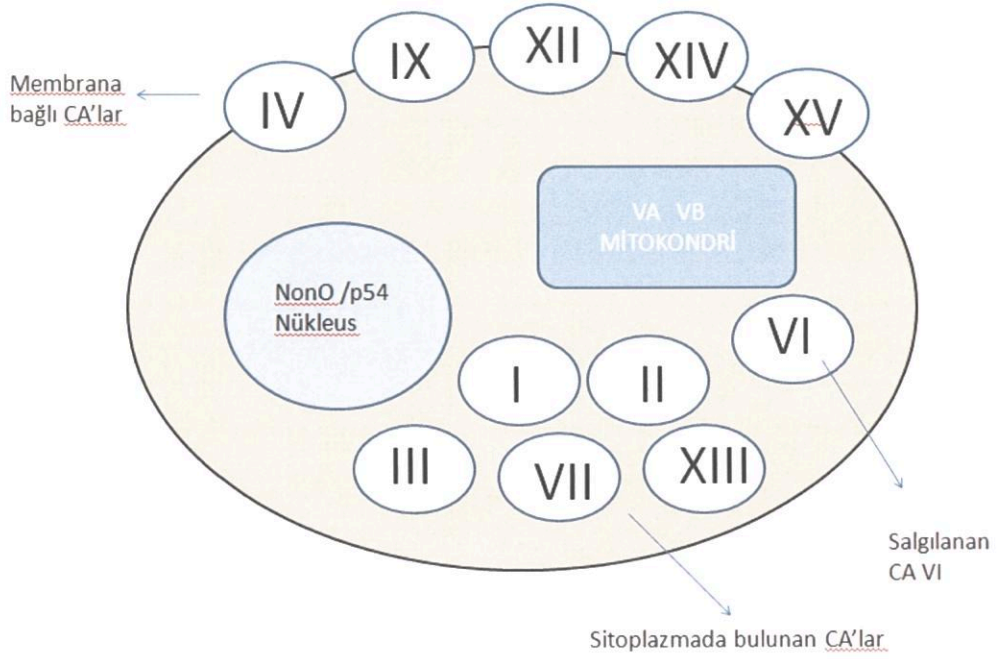 Membrana
bağlı CA'lar
IV
IX
XII
XIV
XV
VA VB
MİTOKONDRİ
NonO /p54
Nükleus
VI
I
II
III
VII
XIII
Salgılanan
CA VI
Sitoplazmada bulunan CA'lar